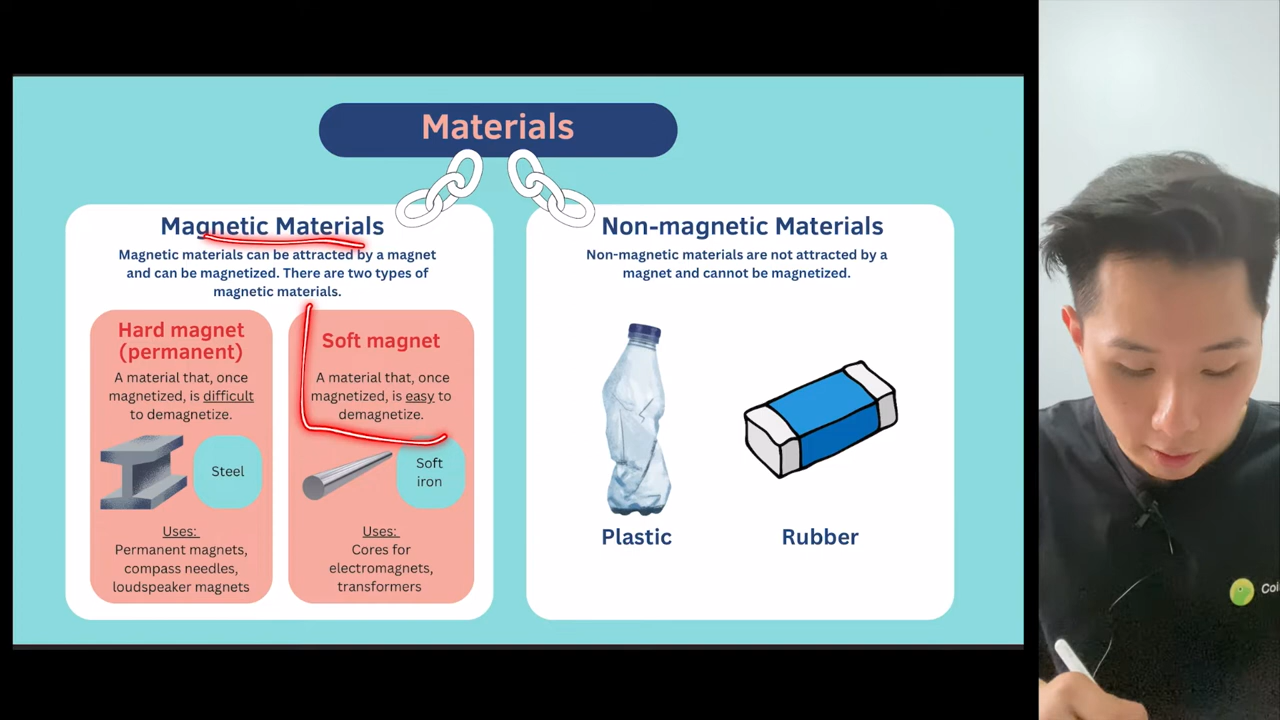 Materials
Magnetic Materials
Magnetic materials can be attracted by a magnet
and can be magnetized. There are two types of
magnetic materials.
Hard magnet
(permanent)
A material that, once
magnetized, is difficult
to demagnetize.
Steel
Uses:
Permanent magnets,
compass needles,
loudspeaker magnets
Soft magnet
A material that, once
magnetized, is easy to
demagnetize.
Soft
iron
Uses:
Cores for
electromagnets,
transformers
Non-magnetic Materials
Non-magnetic materials are not attracted by a
magnet and cannot be magnetized.
Plastic
Rubber